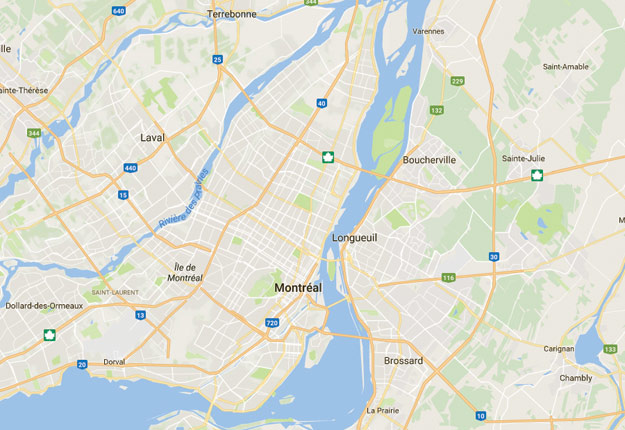 640
Terrebonne
344
Varennes
ville
25
Saint-Amable
229
ainte-Thérèse
40
132
344
Laval
Boucherville
Sainte-Julie
440
15
Rivière des prairies
Longueuil
30
Île de
Montréal
116
SAINT-LAURENT
Montréal
Dollard-des-Ormeaux
13
720
Carignan
133
20
Dorval
Brossard
Chambly
La Prairie
10